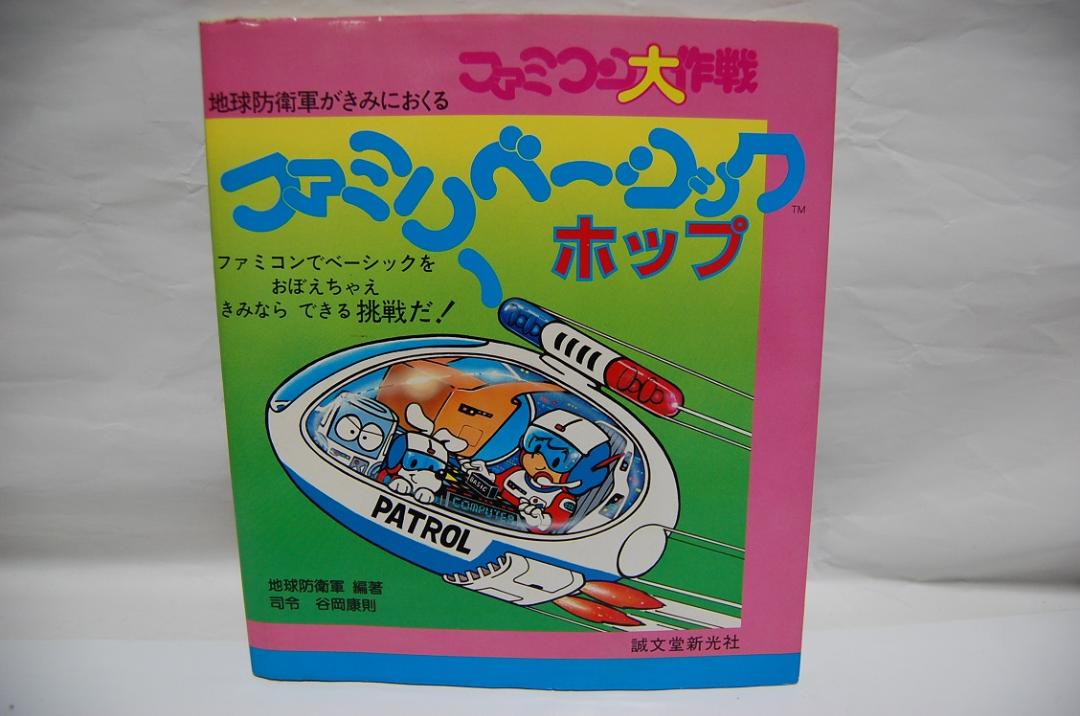 ファミコン大作戦
地球防衛軍がきみにおくる
ファミリーベーシック
TM
ホップ
ファミコンでベーシックを
おぼえちゃえ
きみなら できる 挑戦だ!
BASIC
COMPUTER
PATROL
地球防衛軍 編著
司令 谷岡康則
誠文堂新光社